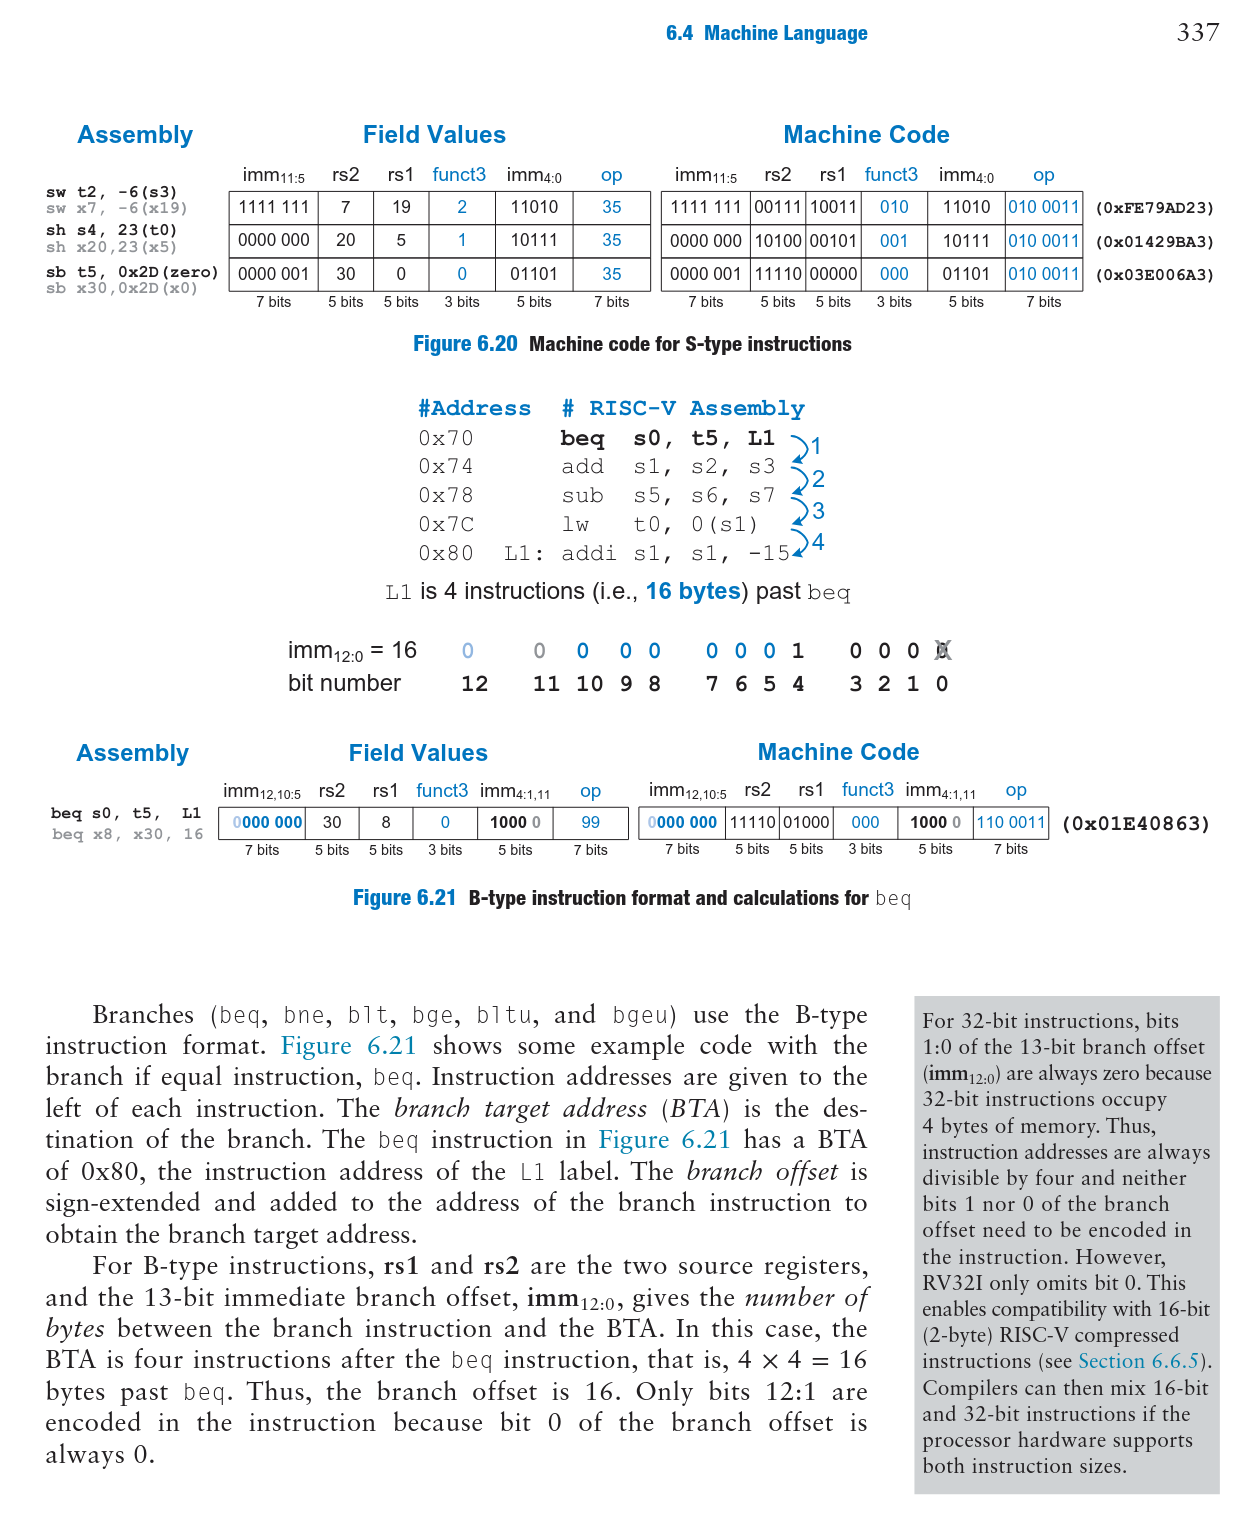 6.4 Machine Language 337
Assembly Field Values Machine Code
imm11:5 rs2 rs1 funct3 imm4:0 op imm11:5 rs2 rs1 funct3 imm4:0 op
sw t2, -6(s3)
sw x7, -6(x19) 1111 111 7 19 2 11010 35 1111 111 00111 10011 010 11010 010 0011 (0xFE79AD23)
sh s4, 23(t0)
sh x20,23(x5) 0000 000 20 5 1 10111 35 0000 000 10100 00101 001 10111 010 0011 (0x01429BA3)
sb t5, 0x2D(zero) 0000 001 30 0 0 01101 35 0000 001 11110 00000 000 01101 010 0011 (0x03E006A3)
sb x30,0x2D(x0)
7 bits 5 bits 5 bits 3 bits 5 bits 7 bits 7 bits 5 bits 5 bits 3 bits 5 bits 7 bits
Figure 6.20 Machine code for S-type instructions
#Address # RISC-V Assembly
0x70 beq s0, t5, L1 1
0x74 add s1, s2, s3 2
0x78 sub s5, s6, s7 3
0x7C lw t0, 0(s1) 4
0x80 L1: addi s1, s1, -15
L1 is 4 instructions (i.e., 16 bytes) past beq
imm12:0 = 16 0 0 0 0 0 0 0 0 1 0 0 0 0
bit number 12 11 10 9 8 7 6 5 4 3 2 1 0
Assembly Field Values Machine Code
imm12,10:5 rs2 rs1 funct3 imm4:1,11 op imm12,10:5 rs2 rs1 funct3 imm4:1,11 op
beq s0, t5, L1
beq x8, x30, 16 0000 000 30 8 0 1000 0 99 0000 000 11110 01000 000 1000 0 110 0011 (0x01E40863)
7 bits 5 bits 5 bits 3 bits 5 bits 7 bits 7 bits 5 bits 5 bits 3 bits 5 bits 7 bits
Figure 6.21 B-type instruction format and calculations for beq
Branches (beq, bne, blt, bge, bltu, and bgeu) use the B-type
instruction format. Figure 6.21 shows some example code with the
branch if equal instruction, beq. Instruction addresses are given to the
left of each instruction. The branch target address (BTA) is the des-
tination of the branch. The beq instruction in Figure 6.21 has a BTA
of 0x80, the instruction address of the L1 label. The branch offset is
sign-extended and added to the address of the branch instruction to
obtain the branch target address.
For B-type instructions, rs1 and rs2 are the two source registers,
and the 13-bit immediate branch offset, imm12:0, gives the number of
bytes between the branch instruction and the BTA. In this case, the
BTA is four instructions after the beq instruction, that is, 4 × 4 = 16
bytes past beq. Thus, the branch offset is 16. Only bits 12:1 are
encoded in the instruction because bit 0 of the branch offset is
always 0.
For 32-bit instructions, bits
1:0 of the 13-bit branch offset
(imm12:0) are always zero because
32-bit instructions occupy
4 bytes of memory. Thus,
instruction addresses are always
divisible by four and neither
bits 1 nor 0 of the branch
offset need to be encoded in
the instruction. However,
RV32I only omits bit 0. This
enables compatibility with 16-bit
(2-byte) RISC-V compressed
instructions (see Section 6.6.5).
Compilers can then mix 16-bit
and 32-bit instructions if the
processor hardware supports
both instruction sizes.